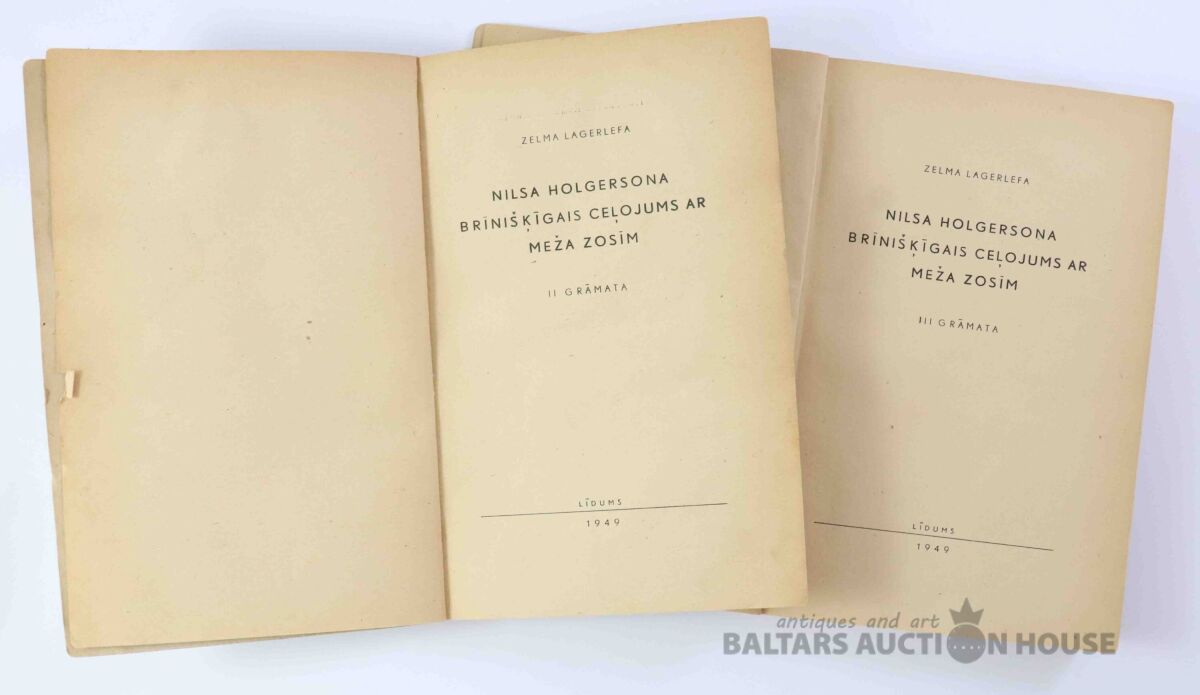 ZELMA LAGERLEFA
NILSA HOLGERSONA
BRĪNIŠĶĪGAIS CEĻOJUMS AR
MEŽA ZOSĪM
II GRĀMATA
LĪDUMS
1949
ZELMA LAGERLEFA
NILSA HOLGERSONA
BRĪNIŠĶĪGAIS CEĻOJUMS AR
MEŽA ZOSĪM
III GRĀMATA
LĪDUMS
1949
antiques and art
BALTARS AUCTION HOUSE